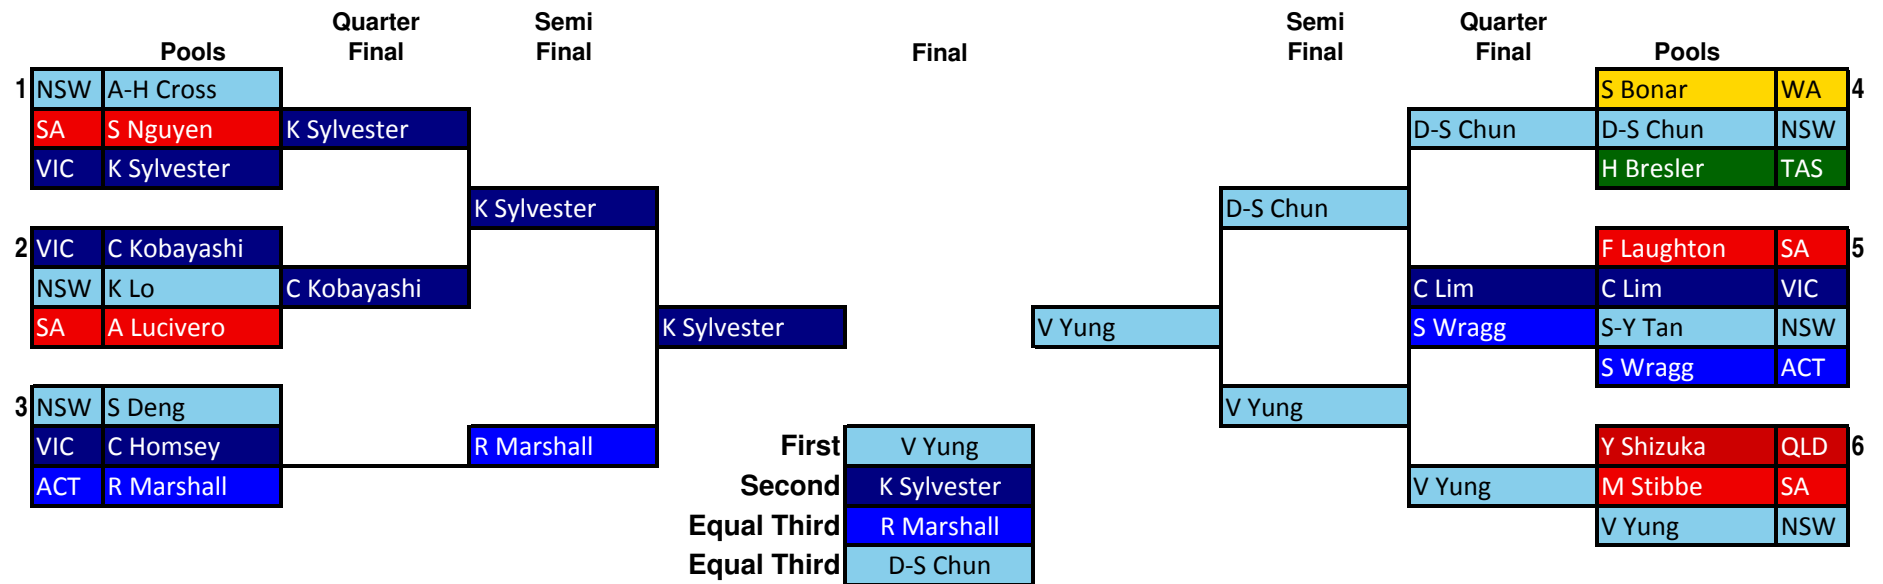 Quarter Semi Semi Quarter
Pools Final Final Final Final Final Pools
1 NSW A-H Cross S Bonar WA 4
SA S Nguyen K Sylvester D-S Chun D-S Chun NSW
VIC K Sylvester H Bresler TAS
K Sylvester D-S Chun
2 VIC C Kobayashi F Laughton SA 5
NSW K Lo C Kobayashi C Lim C Lim VIC
SA A Lucivero K Sylvester V Yung S Wragg S-Y Tan NSW
S Wragg ACT
3 NSW S Deng V Yung
VIC C Homsey R Marshall First V Yung Y Shizuka QLD 6
ACT R Marshall Second K Sylvester V Yung M Stibbe SA
Equal Third R Marshall V Yung NSW
Equal Third D-S Chun